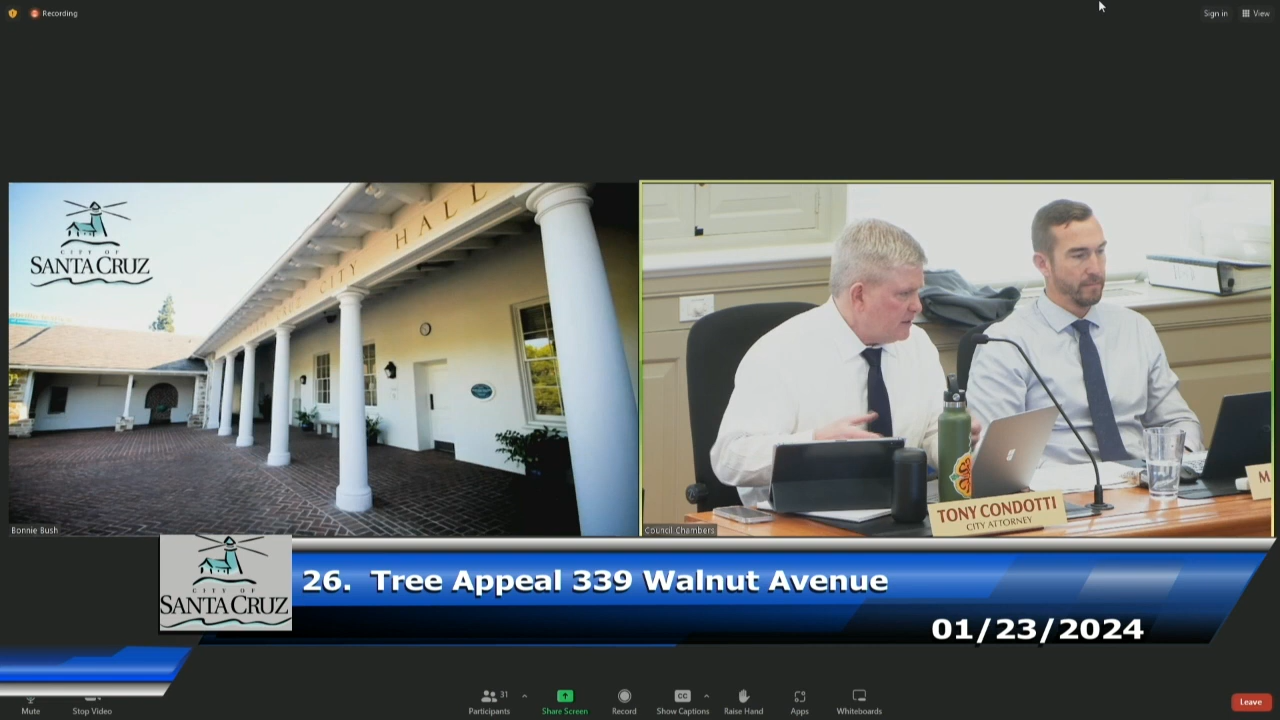 Recording
Sign in
View
CITY OF
SANTA CRUZ
CITY HALL
Bonnie Bush
TONY CONDOTTI
CITY ATTORNEY
M
Council Chambers
CITY OF
SANTA CRUZ
26. Tree Appeal 339 Walnut Avenue
01/23/2024
Mute
Stop Video
Participants
31
Share Screen
Record
CC
Show Captions
Raise Hand
Apps
Whiteboards
Leave